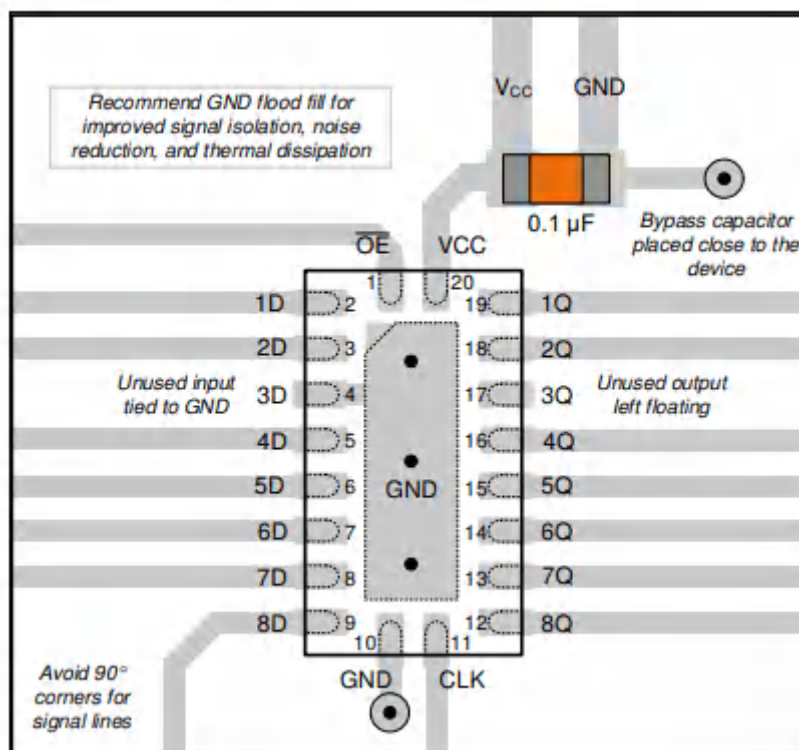 Recommend GND flood fill for
improved signal isolation, noise
reduction, and thermal dissipation
Vcc GND
0.1 µF
Bypass capacitor
placed close to the
device
O̅E̅ VCC
1 20
1D 2 19 1Q
2D 3 18 2Q
Unused input
tied to GND
3D 4 17 3Q
Unused output
left floating
4D 5 16 4Q
5D 6 15 5Q
GND
6D 7 14 6Q
7D 8 13 7Q
8D 9 12 8Q
10 11
GND CLK
Avoid 90°
corners for
signal lines